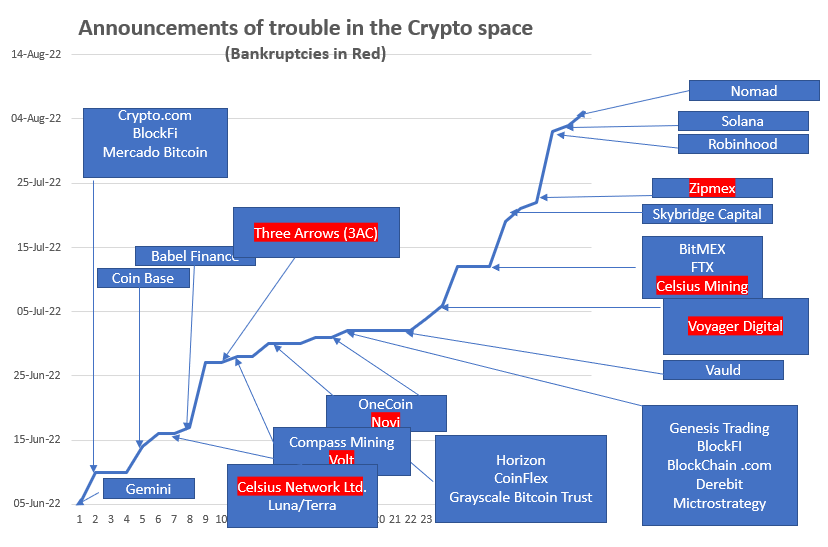 Announcements of trouble in the Crypto space
(Bankruptcies in Red)
14-Aug-22
04-Aug-22
25-Jul-22
15-Jul-22
05-Jul-22
25-Jun-22
15-Jun-22
05-Jun-22
Crypto.com
BlockFi
Mercado Bitcoin
Three Arrows (3AC)
Babel Finance
Coin Base
Gemini
OneCoin
Novi
Compass Mining
Volt
Celsius Network Ltd.
Luna/Terra
Horizon
CoinFlex
Grayscale Bitcoin Trust
Nomad
Solana
Robinhood
Zipmex
Skybridge Capital
BitMEX
FTX
Celsius Mining
Voyager Digital
Vauld
Genesis Trading
BlockFI
BlockChain .com
Derebit
Mictrostrategy
1 2 3 4 5 6 7 8 9 10 20 21 22 23